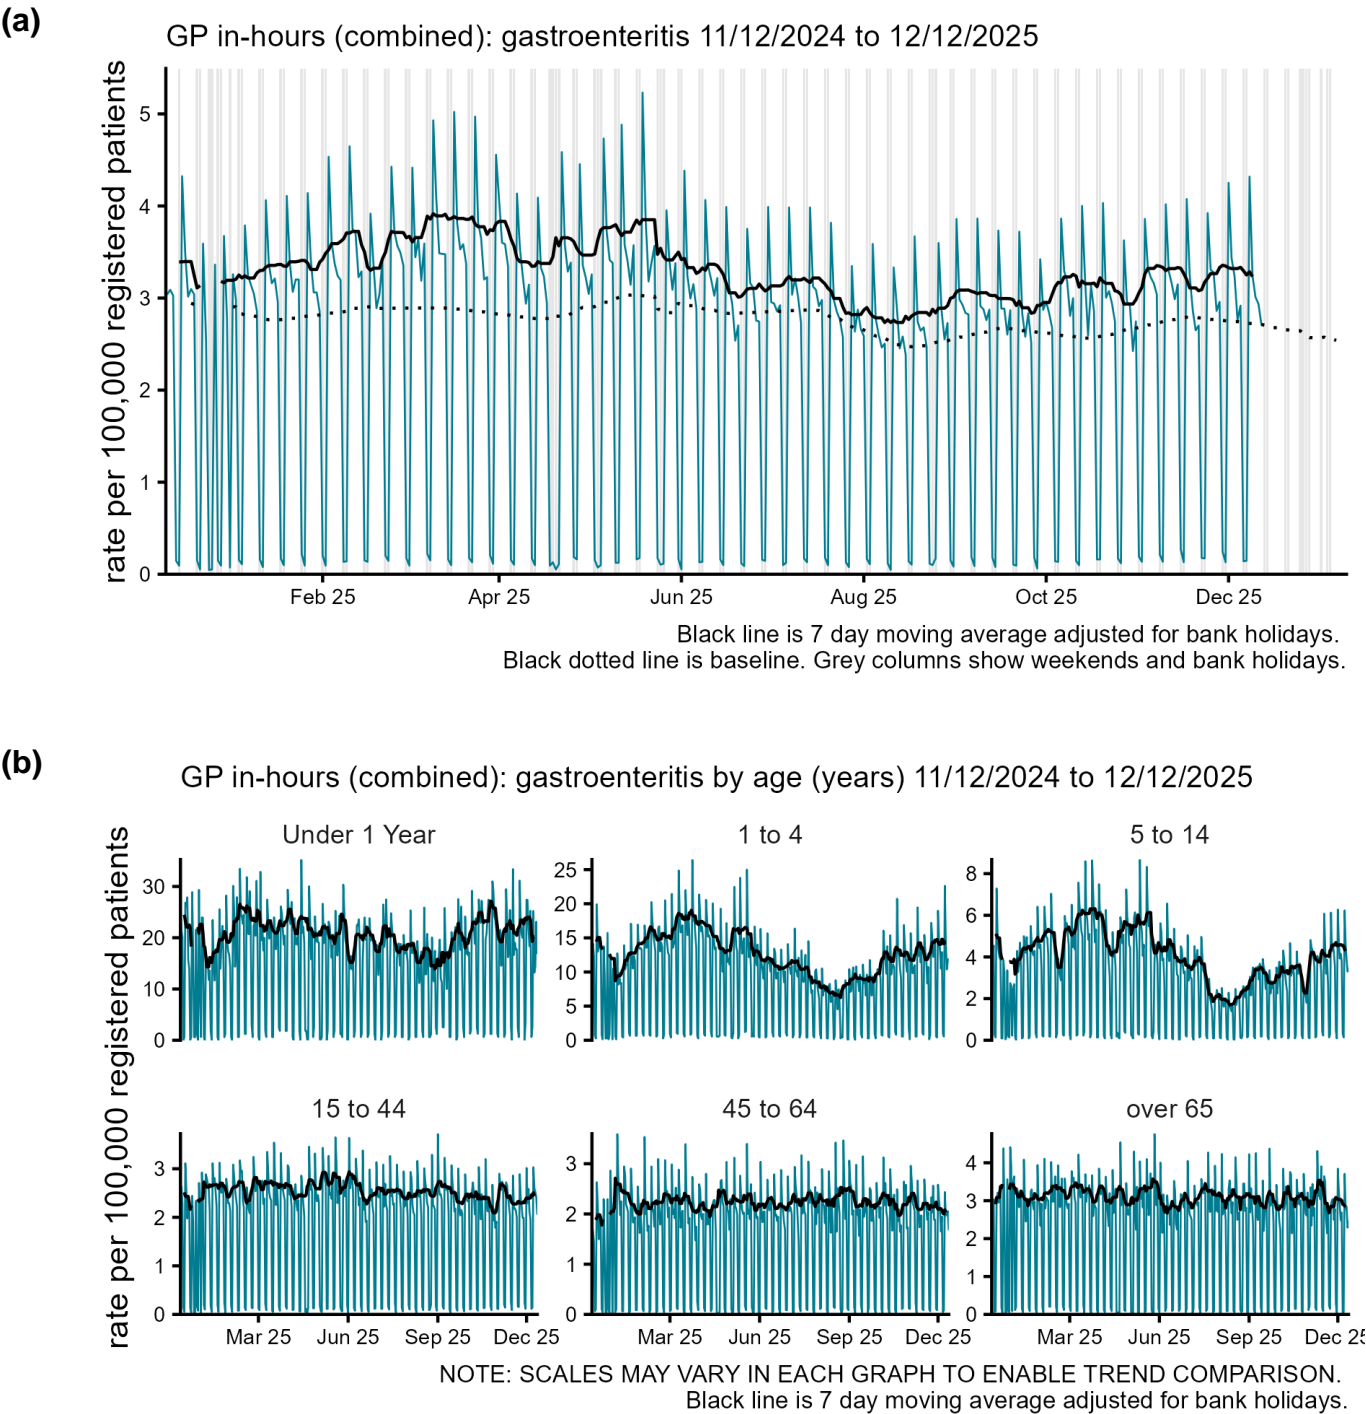 (a)
GP in-hours (combined): gastroenteritis 11/12/2024 to 12/12/2025
rate per 100,000 registered patients
5
4
3
2
1
0
Feb 25 Apr 25 Jun 25 Aug 25 Oct 25 Dec 25
Black line is 7 day moving average adjusted for bank holidays.
Black dotted line is baseline. Grey columns show weekends and bank holidays.
(b)
GP in-hours (combined): gastroenteritis by age (years) 11/12/2024 to 12/12/2025
rate per 100,000 registered patients
Under 1 Year
30
20
10
0
1 to 4
25
20
15
10
5
0
5 to 14
8
6
4
2
0
15 to 44
3
2
1
0
Mar 25 Jun 25 Sep 25 Dec 25
45 to 64
3
2
1
0
Mar 25 Jun 25 Sep 25 Dec 25
over 65
4
3
2
1
0
Mar 25 Jun 25 Sep 25 Dec 25
NOTE: SCALES MAY VARY IN EACH GRAPH TO ENABLE TREND COMPARISON.
Black line is 7 day moving average adjusted for bank holidays.